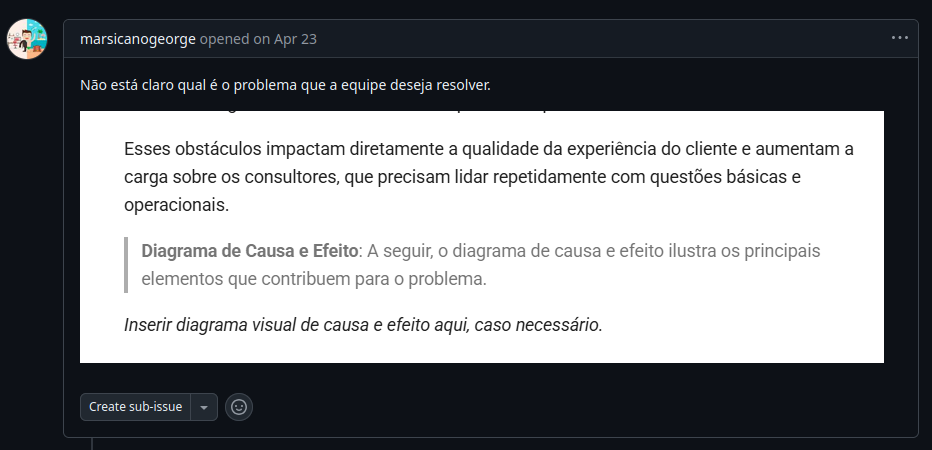 marsicanogeorge opened on Apr 23
Não está claro qual é o problema que a equipe deseja resolver.
Esses obstáculos impactam diretamente a qualidade da experiência do cliente e aumentam a
carga sobre os consultores, que precisam lidar repetidamente com questões básicas e
operacionais.
Diagrama de Causa e Efeito: A seguir, o diagrama de causa e efeito ilustra os principais
elementos que contribuem para o problema.
Inserir diagrama visual de causa e efeito aqui, caso necessário.
Create sub-issue